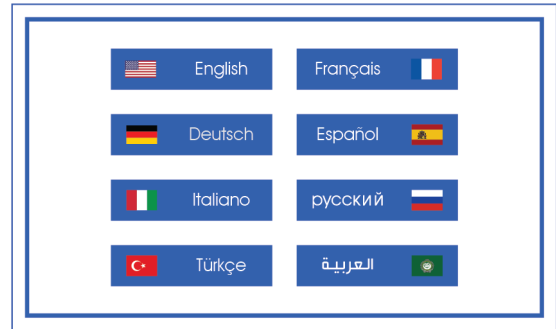 English Français
Deutsch Español
Italiano русский
Türkçe العربية